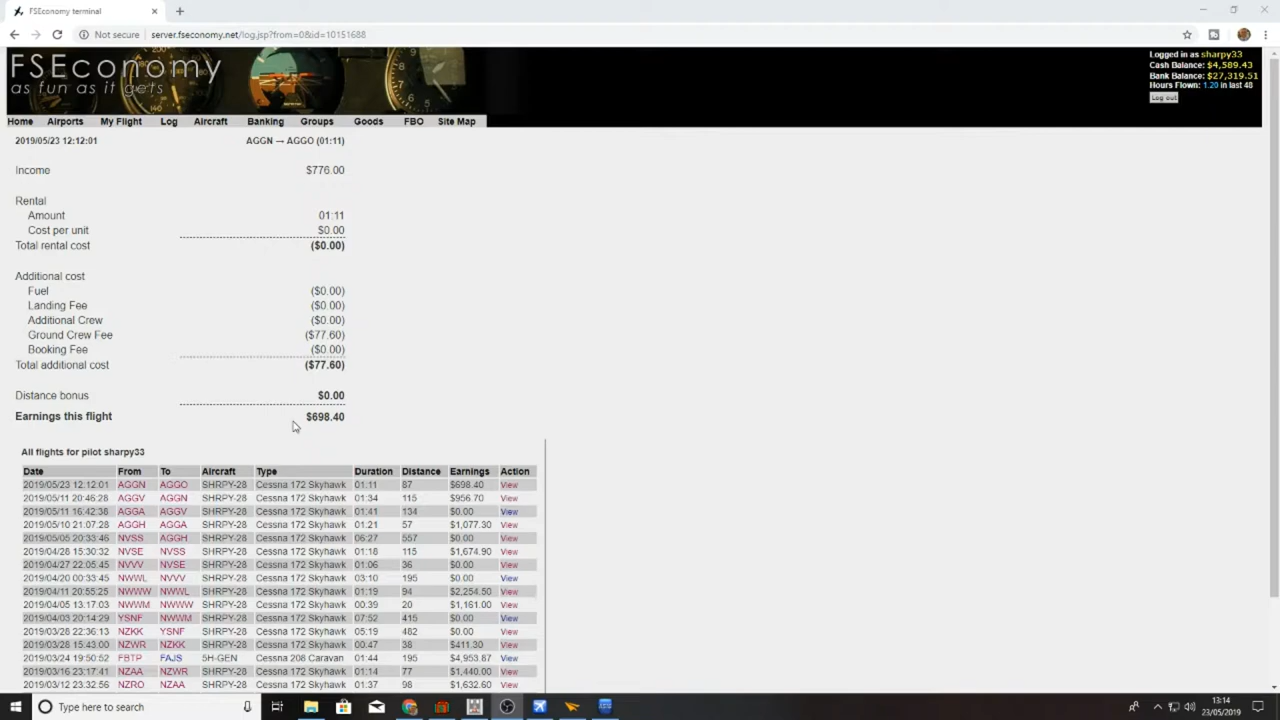 FSEconomy terminal
Not secure server.fseconomy.net/log.jsp?from=0&id=10151688
FSEconomy
as fun as it gets
Logged in as sharpy33
Cash Balance: $4,589.43
Bank Balance: $27,319.51
Hours Flown: 1.20 in last 48
Log out
Home Airports My Flight Log Aircraft Banking Groups Goods FBO Site Map
2019/05/23 12:12:01 AGGN → AGGO (01:11)
Income $776.00
Rental
Amount 01:11
Cost per unit $0.00
Total rental cost ($0.00)
Additional cost
Fuel ($0.00)
Landing Fee ($0.00)
Additional Crew ($0.00)
Ground Crew Fee ($77.60)
Booking Fee ($0.00)
Total additional cost ($77.60)
Distance bonus $0.00
Earnings this flight $698.40
All flights for pilot sharpy33
Date From To Aircraft Type Duration Distance Earnings Action
2019/05/23 12:12:01 AGGN AGGO SHRPY-28 Cessna 172 Skyhawk 01:11 87 $698.40 View
2019/05/11 20:46:28 AGGV AGGN SHRPY-28 Cessna 172 Skyhawk 01:34 115 $956.70 View
2019/05/11 16:42:38 AGGA AGGV SHRPY-28 Cessna 172 Skyhawk 01:41 134 $0.00 View
2019/05/10 21:07:28 AGGH AGGA SHRPY-28 Cessna 172 Skyhawk 01:21 57 $1,077.30 View
2019/05/05 20:33:46 NVSS AGGH SHRPY-28 Cessna 172 Skyhawk 06:27 557 $0.00 View
2019/04/28 15:30:32 NVSE NVSS SHRPY-28 Cessna 172 Skyhawk 01:18 115 $1,674.90 View
2019/04/27 22:05:45 NVVV NVSE SHRPY-28 Cessna 172 Skyhawk 01:06 36 $0.00 View
2019/04/20 00:33:45 NWWL NVVV SHRPY-28 Cessna 172 Skyhawk 03:10 195 $0.00 View
2019/04/11 20:55:25 NWWW NWWL SHRPY-28 Cessna 172 Skyhawk 01:19 94 $2,254.50 View
2019/04/05 13:17:03 NWWM NWWW SHRPY-28 Cessna 172 Skyhawk 00:39 20 $1,161.00 View
2019/04/03 20:14:29 YSNF NWWM SHRPY-28 Cessna 172 Skyhawk 07:52 415 $0.00 View
2019/03/28 22:36:13 NZKK YSNF SHRPY-28 Cessna 172 Skyhawk 05:19 482 $0.00 View
2019/03/28 15:43:00 NZWR NZKK SHRPY-28 Cessna 172 Skyhawk 00:47 38 $411.30 View
2019/03/24 19:50:52 FBTP FAJS 5H-GEN Cessna 208 Caravan 01:44 195 $4,953.87 View
2019/03/16 23:17:41 NZAA NZWR SHRPY-28 Cessna 172 Skyhawk 01:14 77 $1,440.00 View
2019/03/12 23:32:56 NZRO NZAA SHRPY-28 Cessna 172 Skyhawk 01:37 98 $1,632.60 View
Type here to search
13:14
23/05/2019